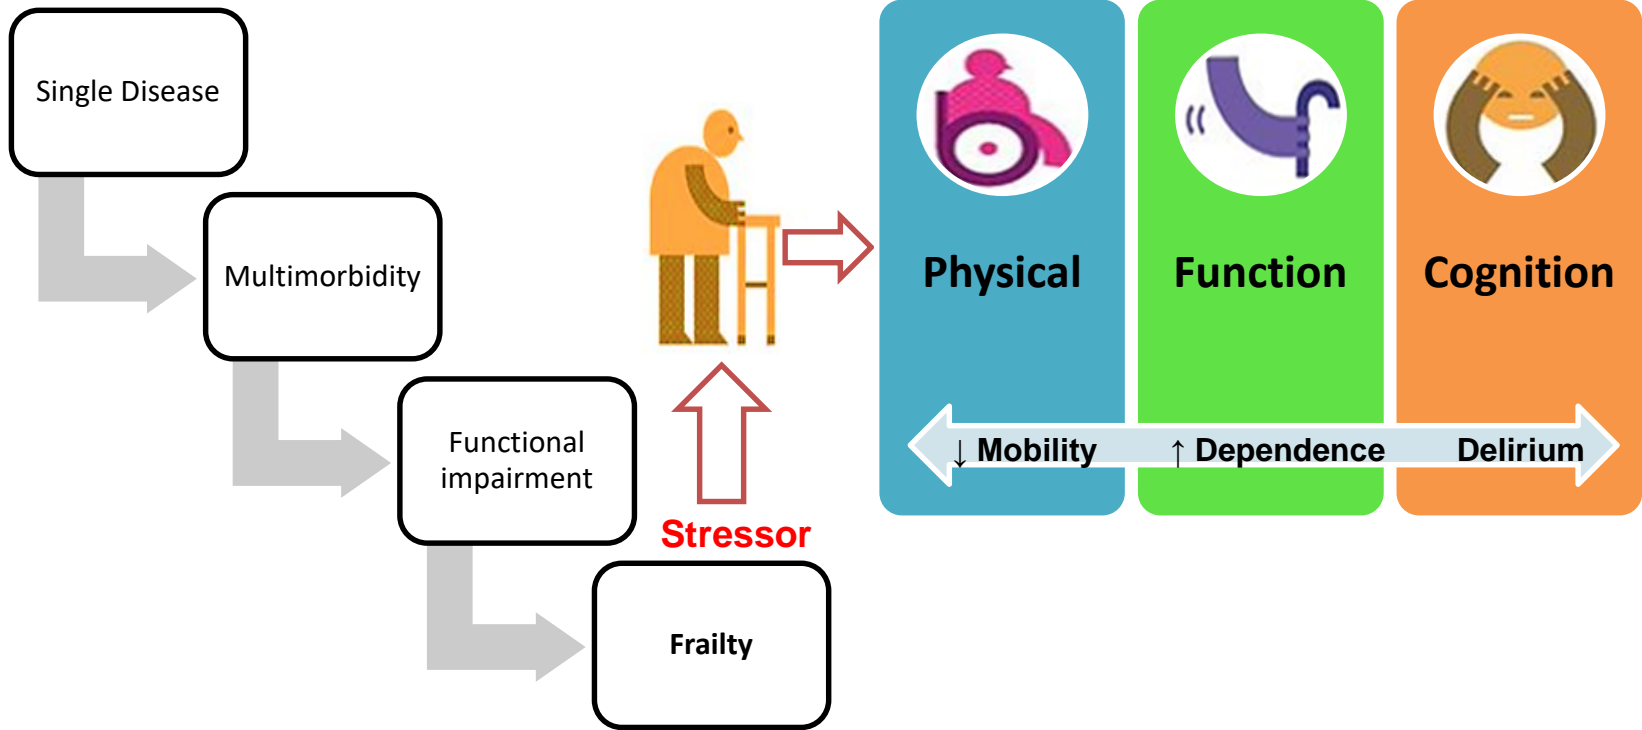 Single Disease
Multimorbidity
Functional
impairment
Stressor
Frailty
Physical
Function
Cognition
↓ Mobility
↑ Dependence
Delirium